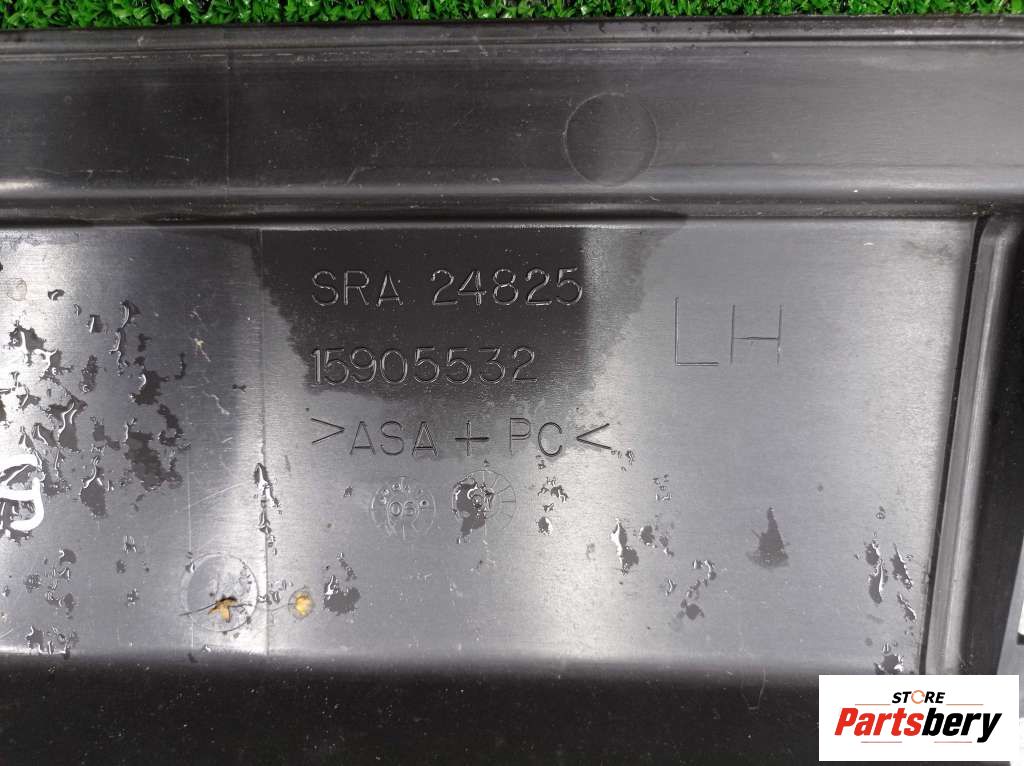 SRA 24825
15905532
LH
>ASA+PC<
STORE
Partsbery